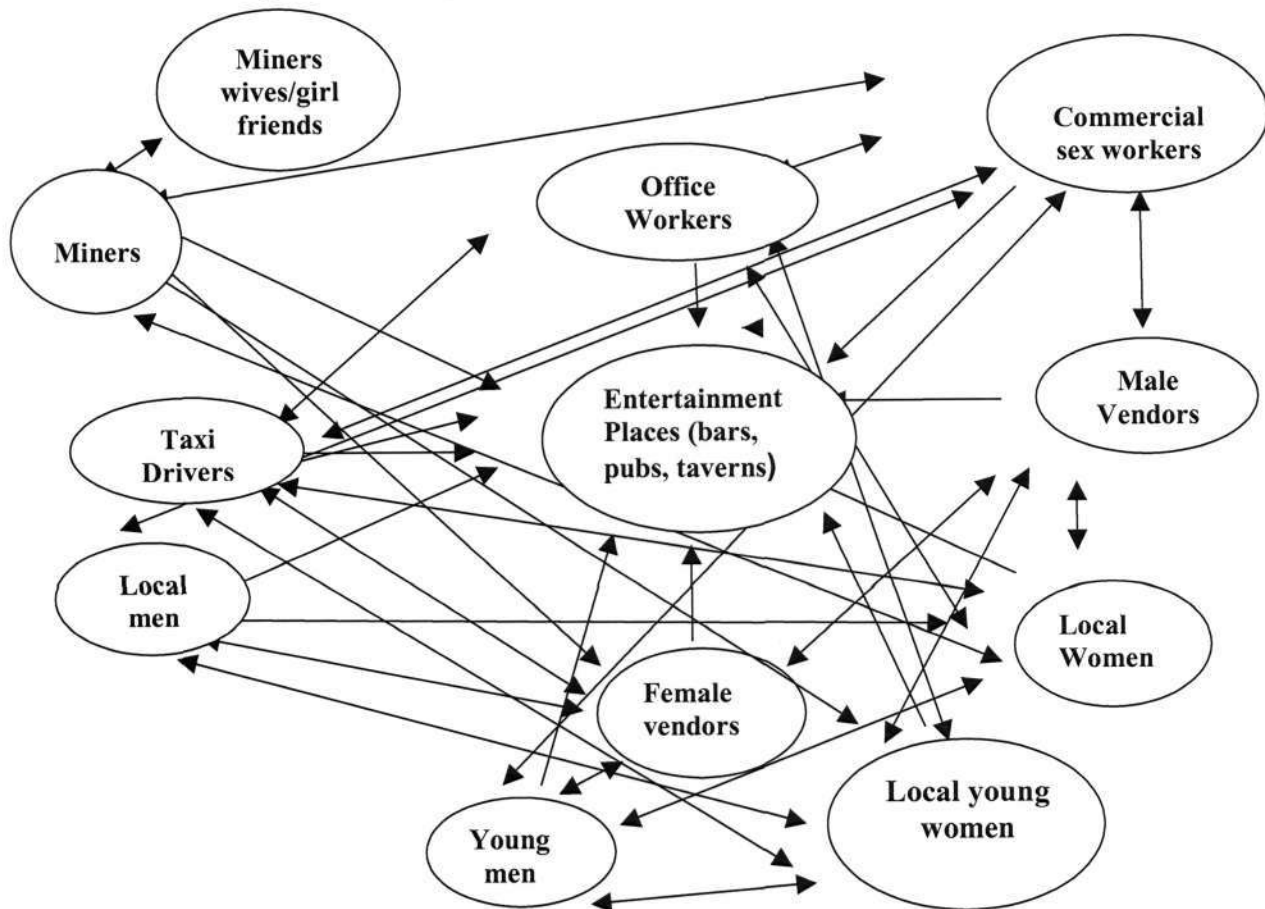 Miners
wives/girl
friends
Commercial
sex workers
Office
Workers
Miners
Male
Vendors
Entertainment
Places (bars,
pubs, taverns)
Taxi
Drivers
Local
men
Local
Women
Female
vendors
Local young
women
Young
men